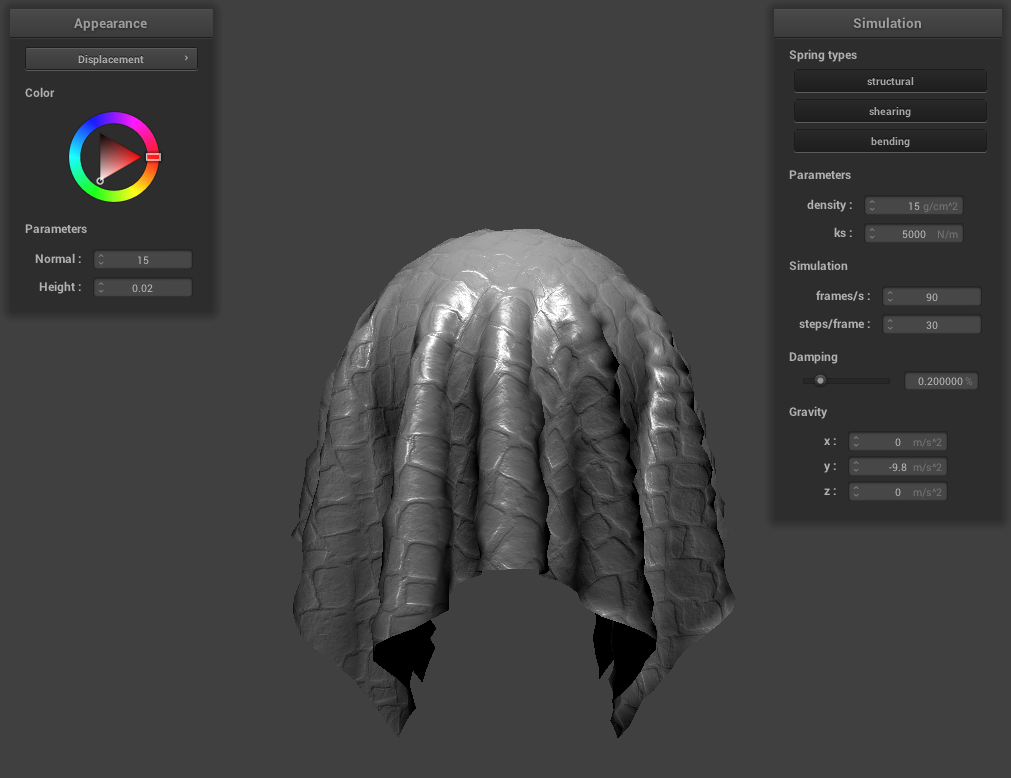 Appearance
Displacement
Color
Parameters
Normal : 15
Height : 0.02
Simulation
Spring types
structural
shearing
bending
Parameters
density : 15 g/cm^2
ks : 5000 N/m
Simulation
frames/s : 90
steps/frame : 30
Damping
0.200000 %
Gravity
x : 0 m/s^2
y : -9.8 m/s^2
z : 0 m/s^2